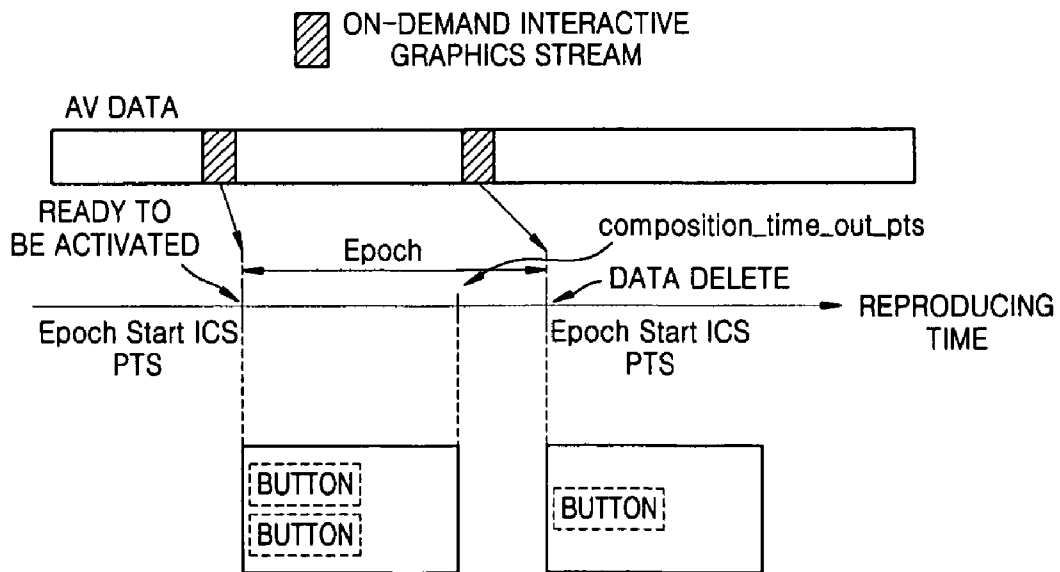 ON-DEMAND INTERACTIVE
GRAPHICS STREAM
AV DATA
READY TO
BE ACTIVATED
Epoch
composition_time_out_pts
DATA DELETE
REPRODUCING
TIME
Epoch Start ICS
PTS
Epoch Start ICS
PTS
BUTTON
BUTTON
BUTTON